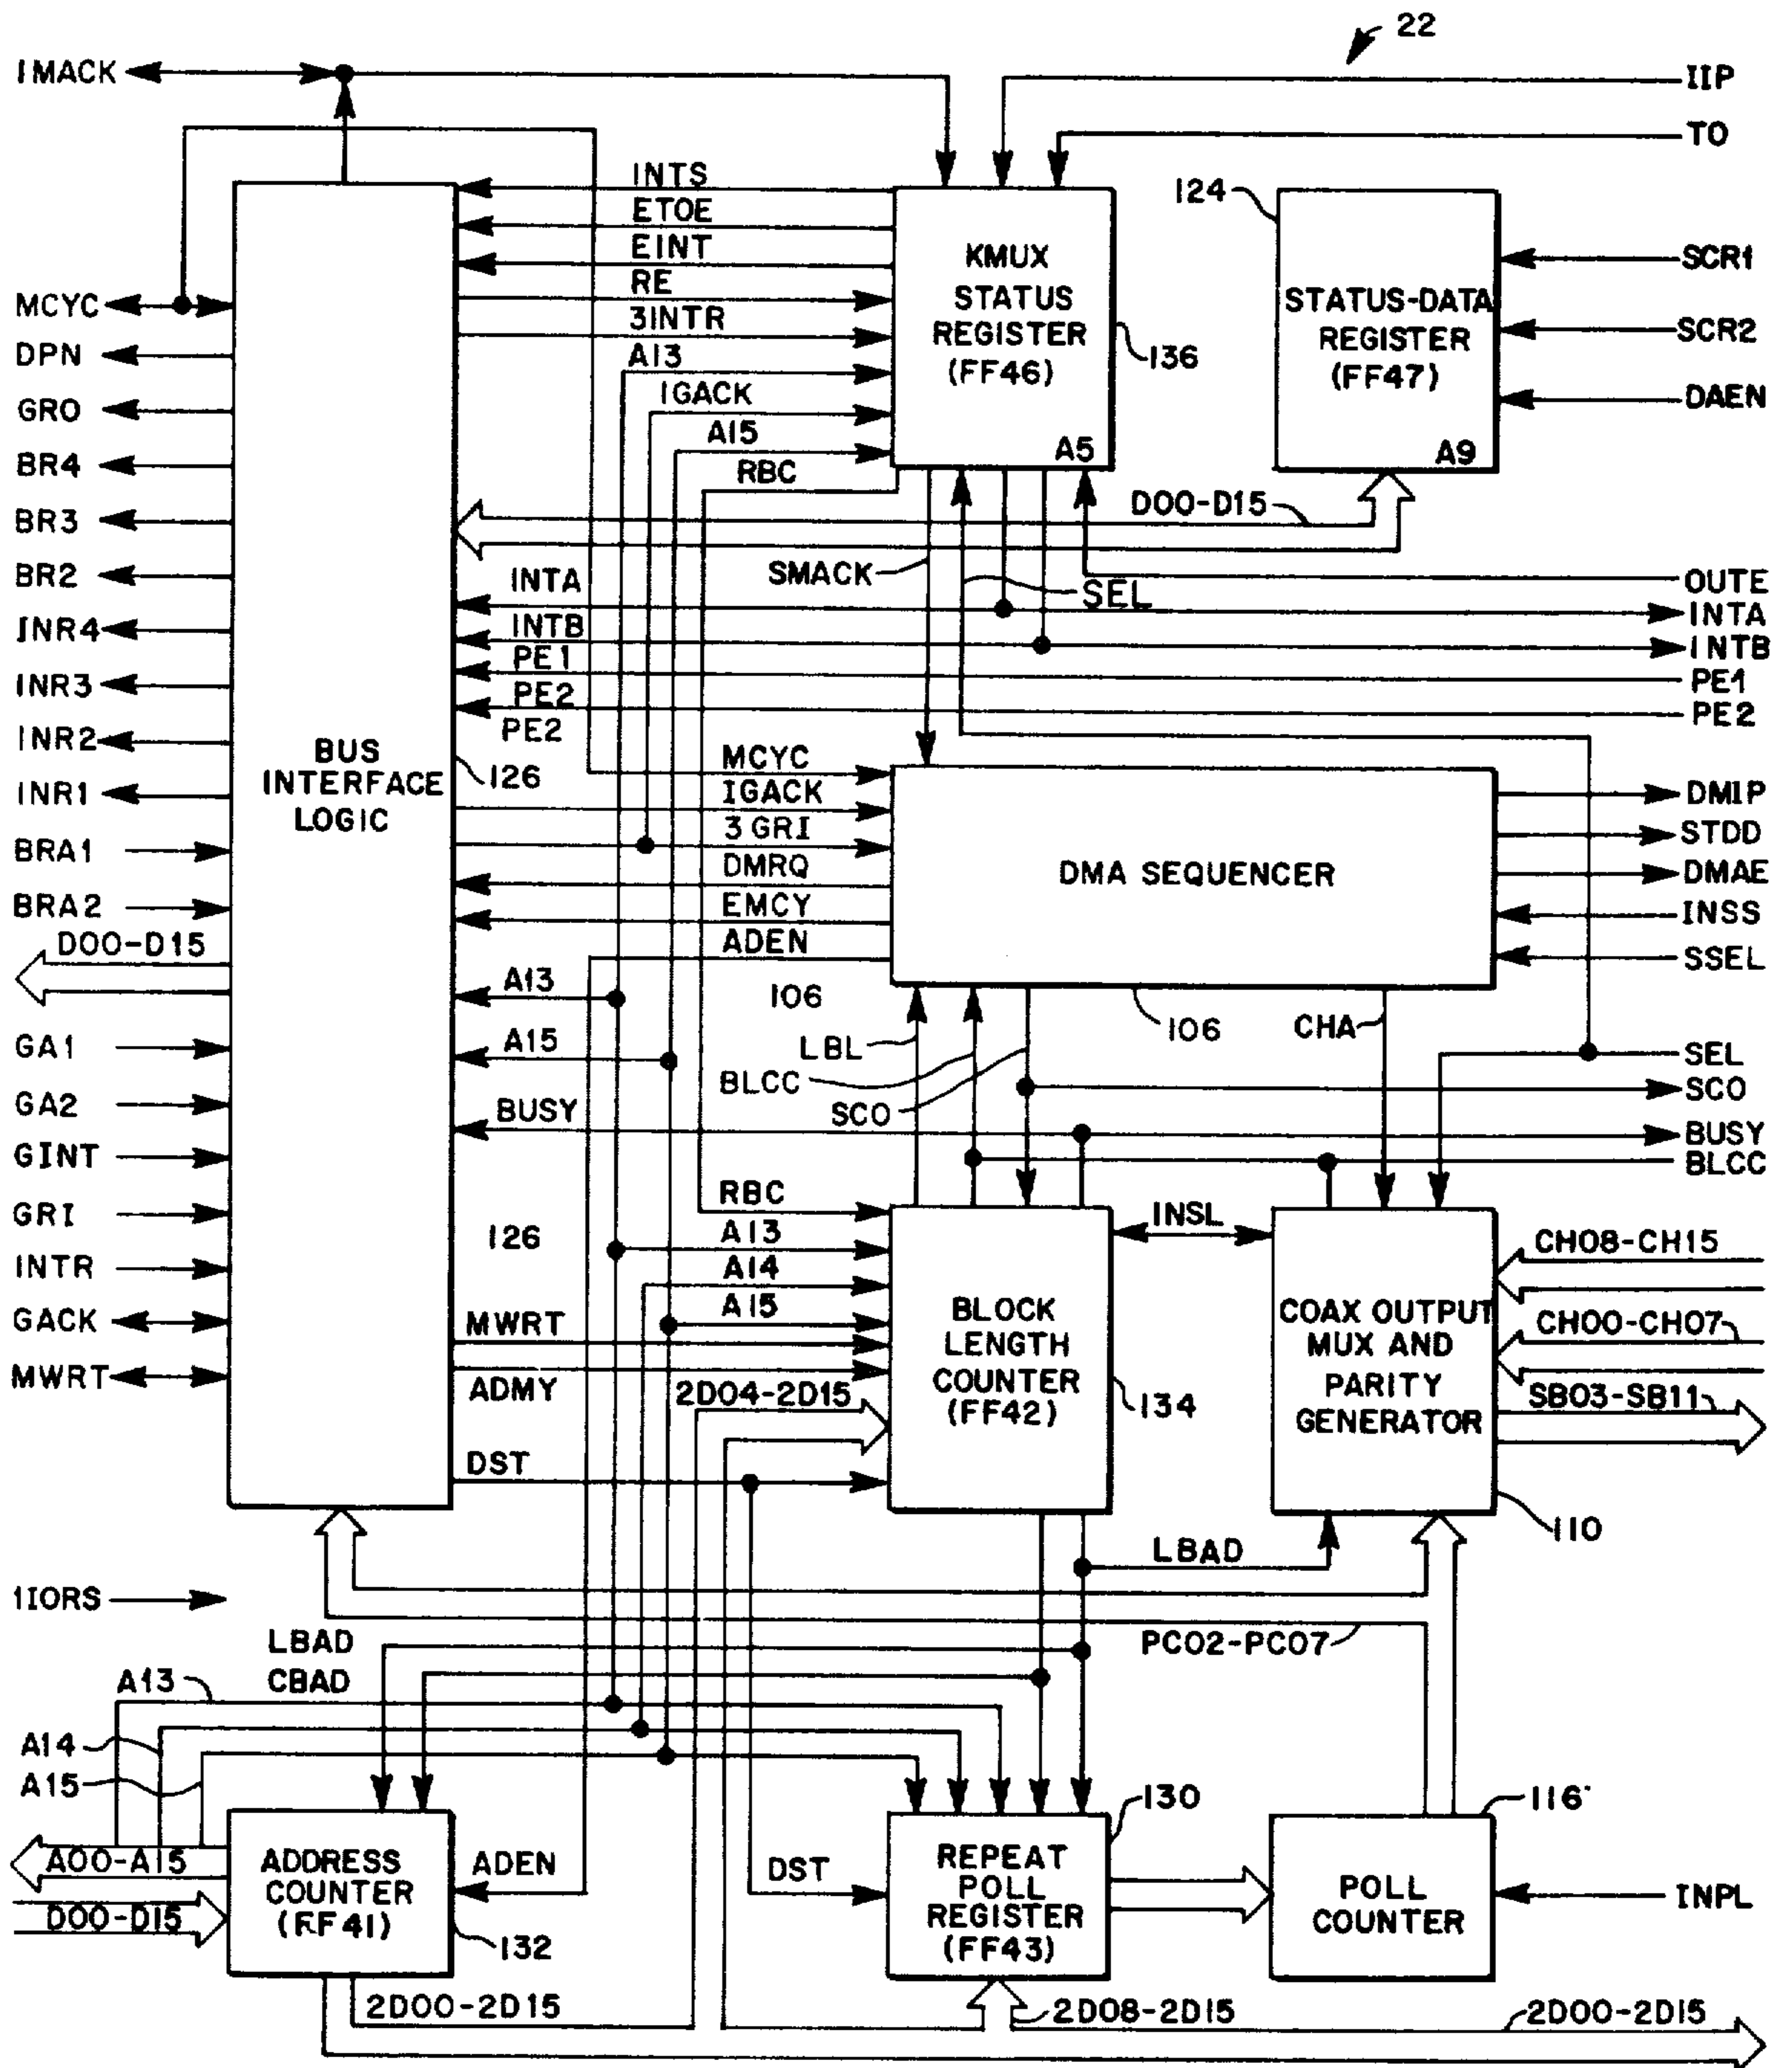 22
IMACK
IIP
TO
INTS
ETOE
EINT
RE
3INTR
A13
IGACK
A15
RBC
KMUX
STATUS
REGISTER
(FF46)
A5
136
124
STATUS-DATA
REGISTER
(FF47)
A9
SCR1
SCR2
DAEN
MCYC
DPN
GRO
BR4
BR3
BR2
INR4
INR3
INR2
INR1
BRA1
BRA2
D00-D15
GA1
GA2
GINT
GRI
INTR
GACK
MWRT
1IORS
BUS
INTERFACE
LOGIC
126
D00-D15
SMACK
SEL
INTA
INTB
PE1
PE2
PE2
OUTE
INTA
INTB
PE1
PE2
MCYC
IGACK
3GRI
DMRQ
EMCY
ADEN
DMA SEQUENCER
106
106
DMIP
STDD
DMAE
INSS
SSEL
A13
A15
BUSY
LBL
BLCC
SCO
CHA
SEL
SCO
BUSY
BLCC
126
RBC
A13
A14
A15
MWRT
ADMY
2D04-2D15
DST
BLOCK
LENGTH
COUNTER
(FF42)
134
INSL
COAX OUTPUT
MUX AND
PARITY
GENERATOR
110
CH08-CH15
CH00-CH07
SB03-SB11
LBAD
PC02-PC07
LBAD
CBAD
A13
A14
A15
A00-A15
D00-D15
ADDRESS
COUNTER
(FF41)
132
ADEN
DST
REPEAT
POLL
REGISTER
(FF43)
130
POLL
COUNTER
116
INPL
2D00-2D15
2D08-2D15
2D00-2D15